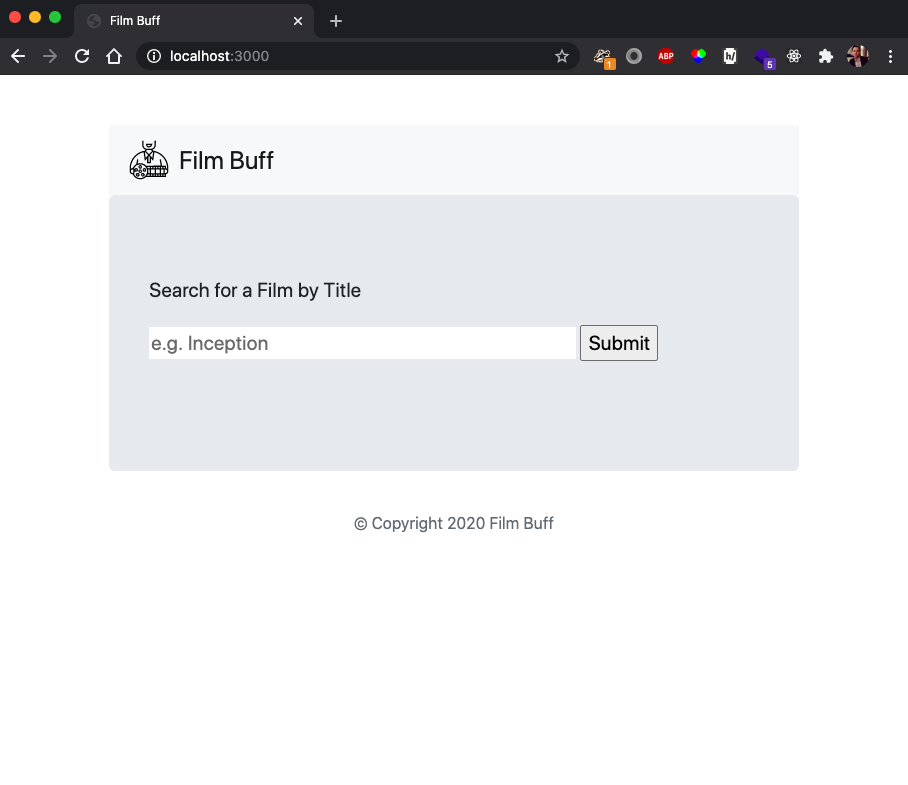 Film Buff
localhost:3000
1
ABP
h/
5
Film Buff
Search for a Film by Title
e.g. Inception
Submit
© Copyright 2020 Film Buff